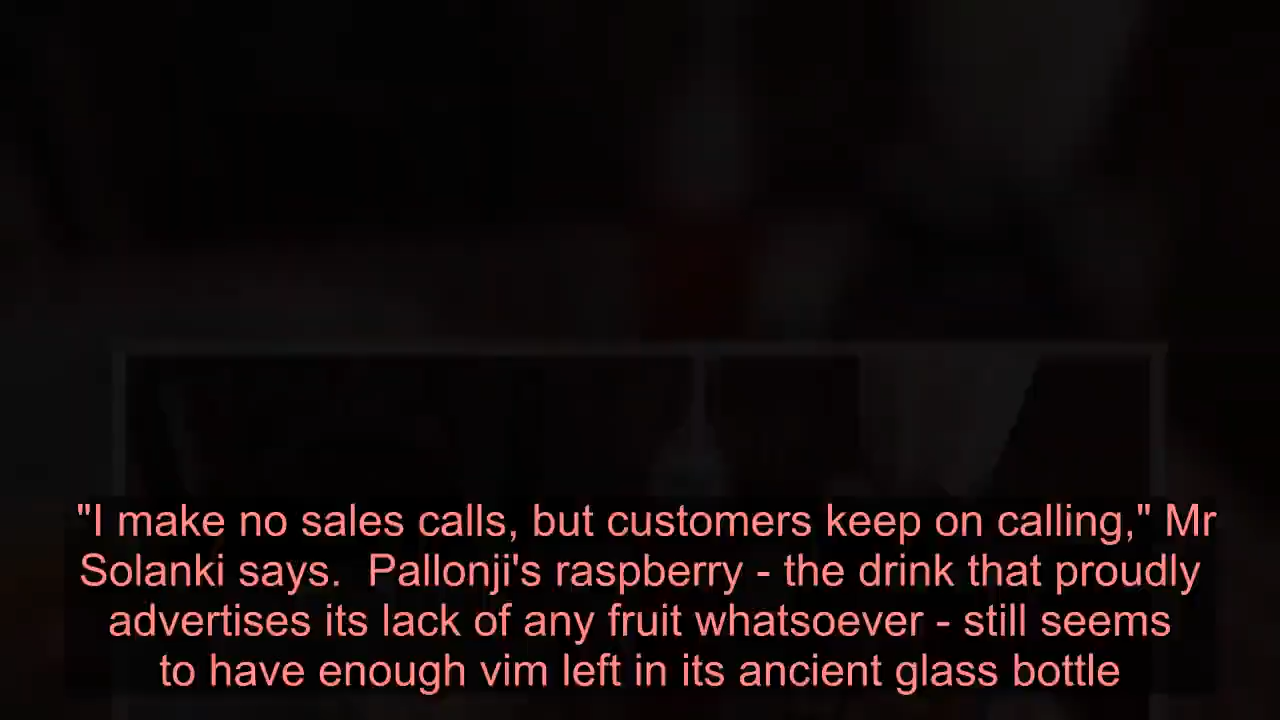 "I make no sales calls, but customers keep on calling," Mr
Solanki says.  Pallonji's raspberry - the drink that proudly
advertises its lack of any fruit whatsoever - still seems
to have enough vim left in its ancient glass bottle